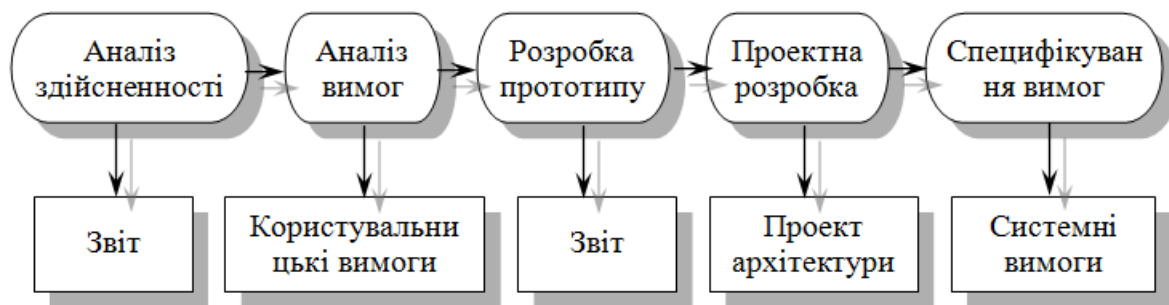 Аналіз
здійсненності
Аналіз
вимог
Розробка
прототипу
Проектна
розробка
Специфікуван
ня вимог
Звіт
Користувальни
цькі вимоги
Звіт
Проект
архітектури
Системні
вимоги